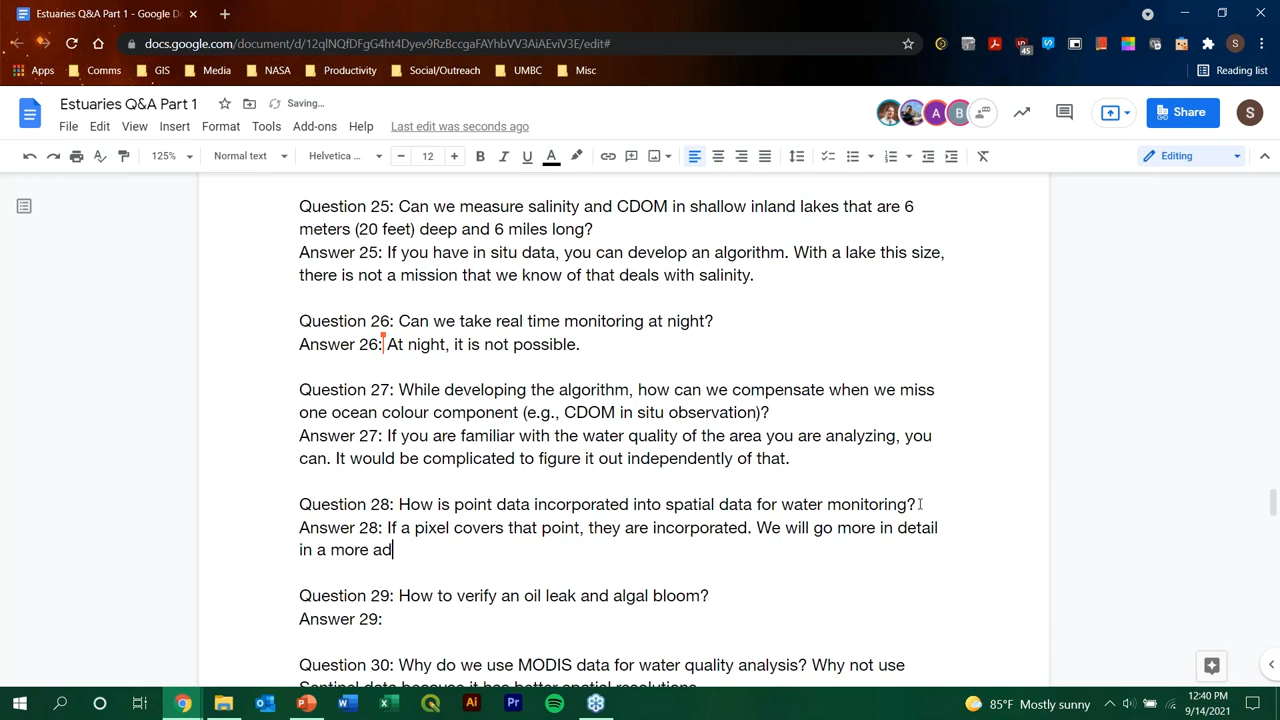 Estuaries Q&A Part 1 - Google D
docs.google.com/document/d/12qlNQfDFgG4ht4Dyev9RzBccgaFAYhbVV3AiAEviV3E/edit#
45
S
Apps Comms GIS Media NASA Productivity Social/Outreach UMBC Misc Reading list
Estuaries Q&A Part 1 Saving…
A B Share S
File Edit View Insert Format Tools Add-ons Help Last edit was seconds ago
125% Normal text Helvetica ... 12 B I U A Editing
Question 25: Can we measure salinity and CDOM in shallow inland lakes that are 6
meters (20 feet) deep and 6 miles long?
Answer 25: If you have in situ data, you can develop an algorithm. With a lake this size,
there is not a mission that we know of that deals with salinity.
Question 26: Can we take real time monitoring at night?
Answer 26: At night, it is not possible.
Question 27: While developing the algorithm, how can we compensate when we miss
one ocean colour component (e.g., CDOM in situ observation)?
Answer 27: If you are familiar with the water quality of the area you are analyzing, you
can. It would be complicated to figure it out independently of that.
Question 28: How is point data incorporated into spatial data for water monitoring?
Answer 28: If a pixel covers that point, they are incorporated. We will go more in detail
in a more ad
Question 29: How to verify an oil leak and algal bloom?
Answer 29:
Question 30: Why do we use MODIS data for water quality analysis? Why not use
Sentinel data because it has better spatial resolutions
85°F Mostly sunny 12:40 PM
9/14/2021